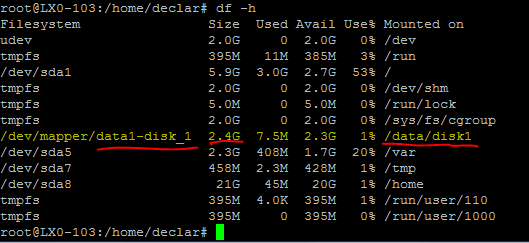 root@LX0-103:/home/declar# df -h
Filesystem Size Used Avail Use% Mounted on
udev 2.0G 0 2.0G 0% /dev
tmpfs 395M 11M 385M 3% /run
/dev/sda1 5.9G 3.0G 2.7G 53% /
tmpfs 2.0G 0 2.0G 0% /dev/shm
tmpfs 5.0M 0 5.0M 0% /run/lock
tmpfs 2.0G 0 2.0G 0% /sys/fs/cgroup
/dev/mapper/data1-disk_1 2.4G 7.5M 2.3G 1% /data/disk1
/dev/sda5 2.3G 408M 1.7G 20% /var
/dev/sda7 458M 2.3M 428M 1% /tmp
/dev/sda8 21G 45M 20G 1% /home
tmpfs 395M 4.0K 395M 1% /run/user/110
tmpfs 395M 0 395M 0% /run/user/1000
root@LX0-103:/home/declar#